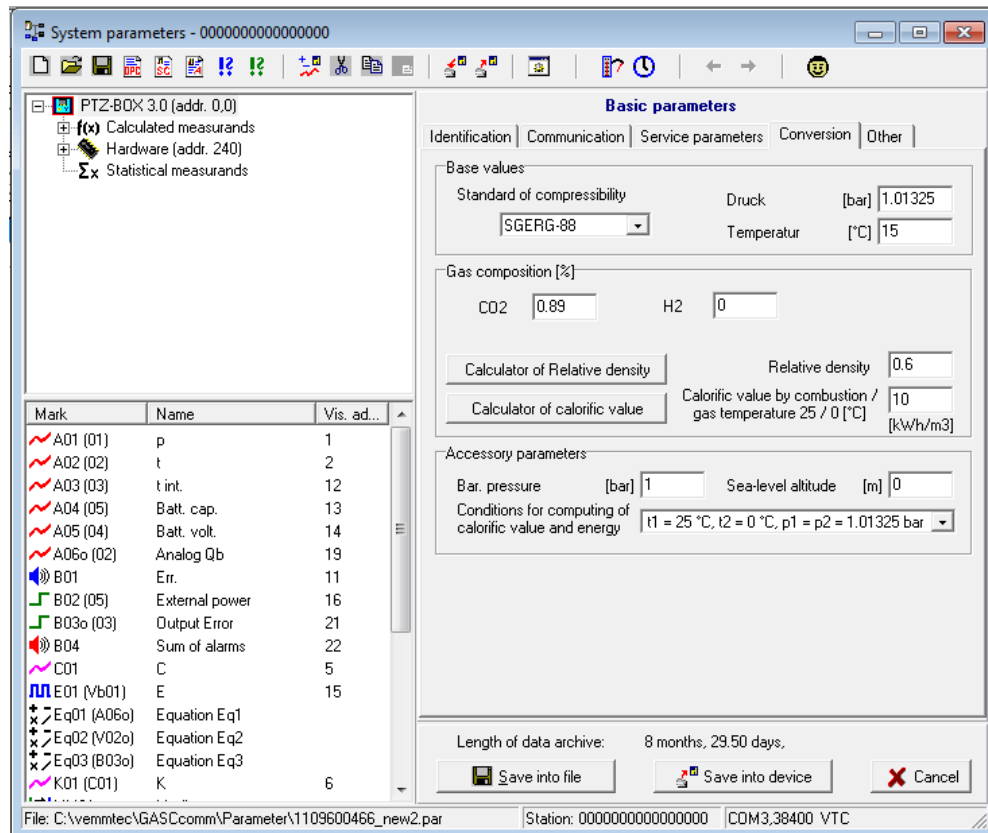 System parameters - 0000000000000000
PTZ-BOX 3.0 (addr. 0,0)
f(x) Calculated measurands
Hardware (addr. 240)
Σx Statistical measurands
Mark Name Vis. ad...
A01 (01) p 1
A02 (02) t 2
A03 (03) t int. 12
A04 (05) Batt. cap. 13
A05 (04) Batt. volt. 14
A06o (02) Analog Qb 19
B01 Err. 11
B02 (05) External power 16
B03o (03) Output Error 21
B04 Sum of alarms 22
C01 C 5
E01 (Vb01) E 15
Eq01 (A06o) Equation Eq1
Eq02 (V02o) Equation Eq2
Eq03 (B03o) Equation Eq3
K01 (C01) K 6
Basic parameters
Identification Communication Service parameters Conversion Other
Base values
Standard of compressibility
SGERG-88
Druck [bar] 1.01325
Temperatur [°C] 15
Gas composition [%]
CO2 0.89 H2 0
Calculator of Relative density
Relative density 0.6
Calculator of calorific value
Calorific value by combustion /
gas temperature 25 / 0 [°C]
10
[kWh/m3]
Accessory parameters
Bar. pressure [bar] 1 Sea-level altitude [m] 0
Conditions for computing of
calorific value and energy
t1 = 25 °C, t2 = 0 °C, p1 = p2 = 1.01325 bar
Length of data archive: 8 months, 29.50 days,
Save into file Save into device Cancel
File: C:\vemmtec\GASCcomm\Parameter\1109600466_new2.par Station: 0000000000000000 COM3,38400 VTC